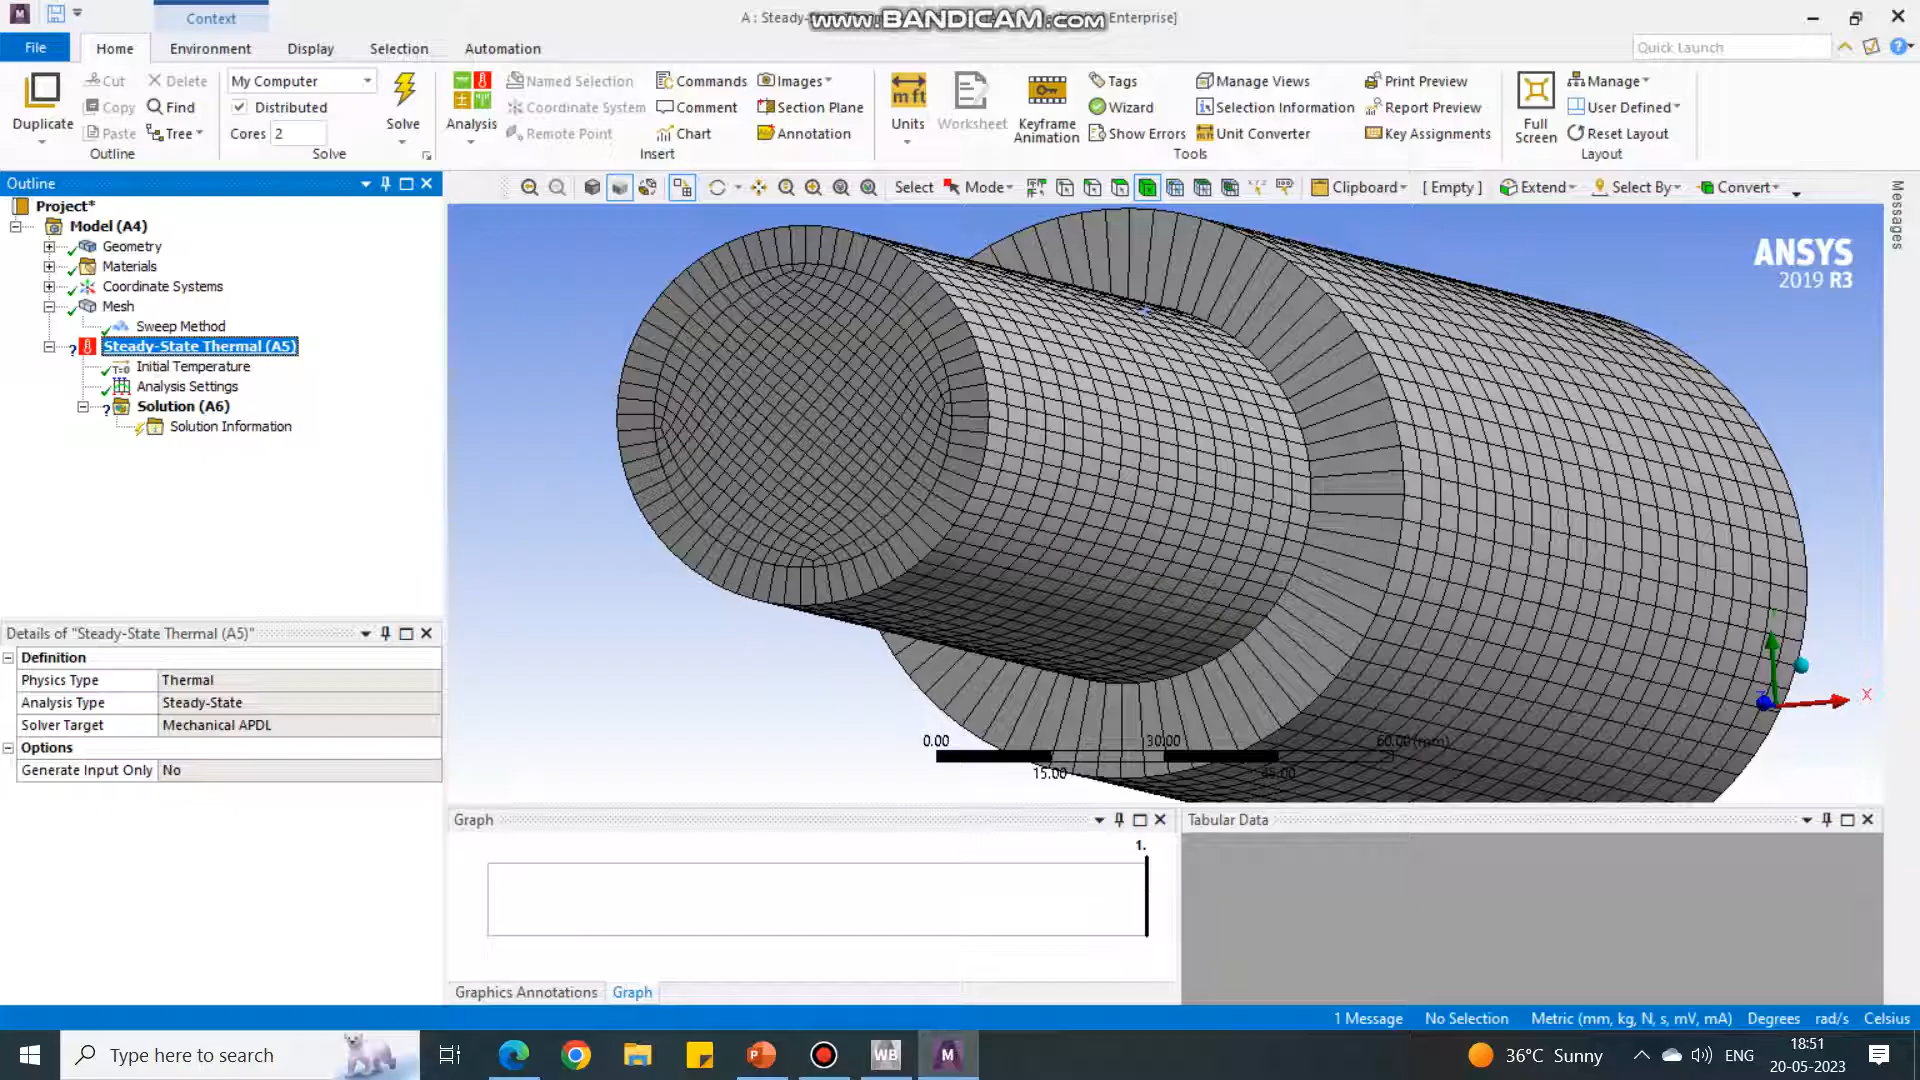 Context
A : Steady-
www.BANDICAM.com
Enterprise]
File
Home
Environment
Display
Selection
Automation
Quick Launch
Duplicate
Cut
Copy
Paste
Delete
Find
Tree
Outline
My Computer
Distributed
Cores 2
Solve
Solve
Analysis
Named Selection
Coordinate System
Remote Point
Commands
Comment
Chart
Images
Section Plane
Annotation
Insert
Units
Worksheet
Keyframe
Animation
Tags
Wizard
Show Errors
Manage Views
Selection Information
Unit Converter
Print Preview
Report Preview
Key Assignments
Tools
Full
Screen
Manage
User Defined
Reset Layout
Layout
Outline
Select
Mode
Clipboard
[ Empty ]
Extend
Select By
Convert
Messages
Project*
Model (A4)
Geometry
Materials
Coordinate Systems
Mesh
Sweep Method
Steady-State Thermal (A5)
Initial Temperature
Analysis Settings
Solution (A6)
Solution Information
ANSYS
2019 R3
X
0.00
30.00
60.00 (mm)
15.00
45.00
Details of "Steady-State Thermal (A5)"
Definition
Physics Type Thermal
Analysis Type Steady-State
Solver Target Mechanical APDL
Options
Generate Input Only No
Graph
1.
Tabular Data
Graphics Annotations
Graph
1 Message
No Selection
Metric (mm, kg, N, s, mV, mA)
Degrees
rad/s
Celsius
Type here to search
WB
M
36°C Sunny
ENG
18:51
20-05-2023